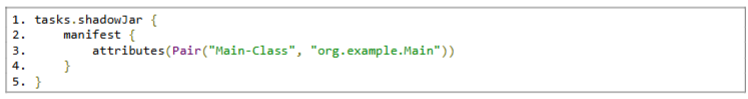 1. tasks.shadowJar {
2.     manifest {
3.         attributes(Pair("Main-Class", "org.example.Main"))
4.     }
5. }